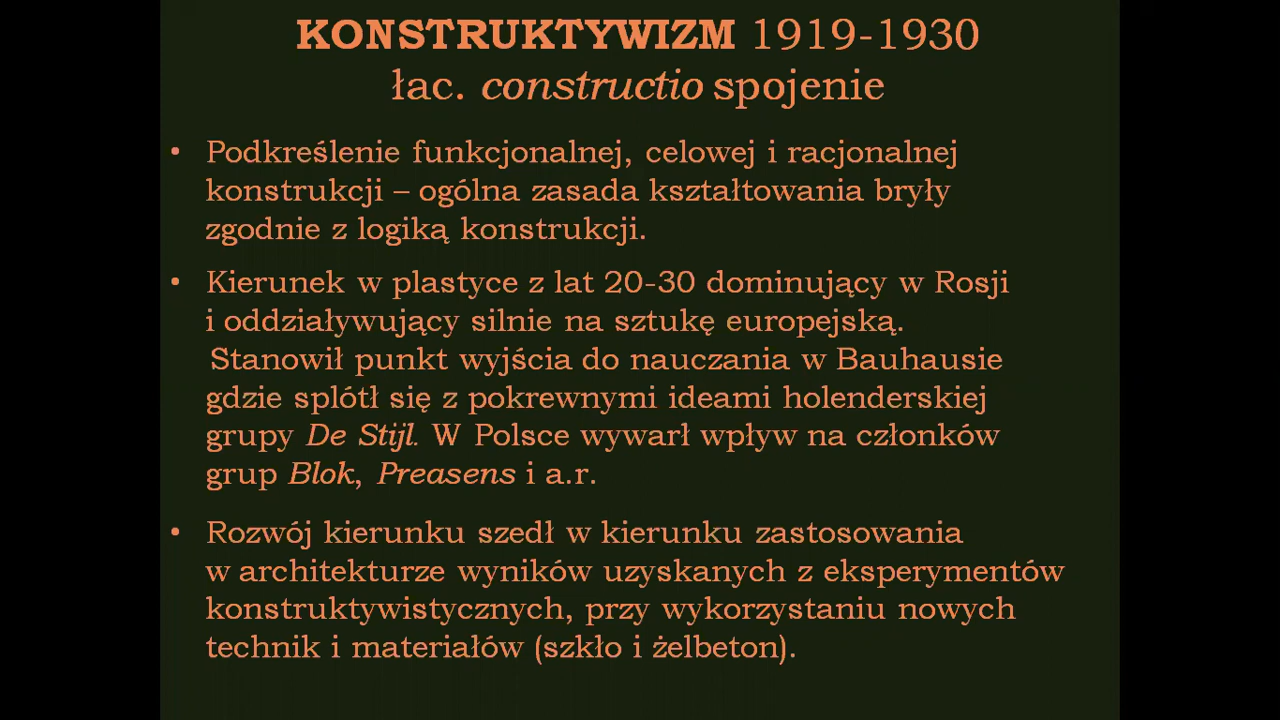 KONSTRUKTYWIZM 1919-1930
łac. constructio spojenie
• Podkreślenie funkcjonalnej, celowej i racjonalnej
konstrukcji – ogólna zasada kształtowania bryły
zgodnie z logiką konstrukcji.
• Kierunek w plastyce z lat 20-30 dominujący w Rosji
i oddziaływujący silnie na sztukę europejską.
Stanowił punkt wyjścia do nauczania w Bauhausie
gdzie splótł się z pokrewnymi ideami holenderskiej
grupy De Stijl. W Polsce wywarł wpływ na członków
grup Blok, Preasens i a.r.
• Rozwój kierunku szedł w kierunku zastosowania
w architekturze wyników uzyskanych z eksperymentów
konstruktywistycznych, przy wykorzystaniu nowych
technik i materiałów (szkło i żelbeton).